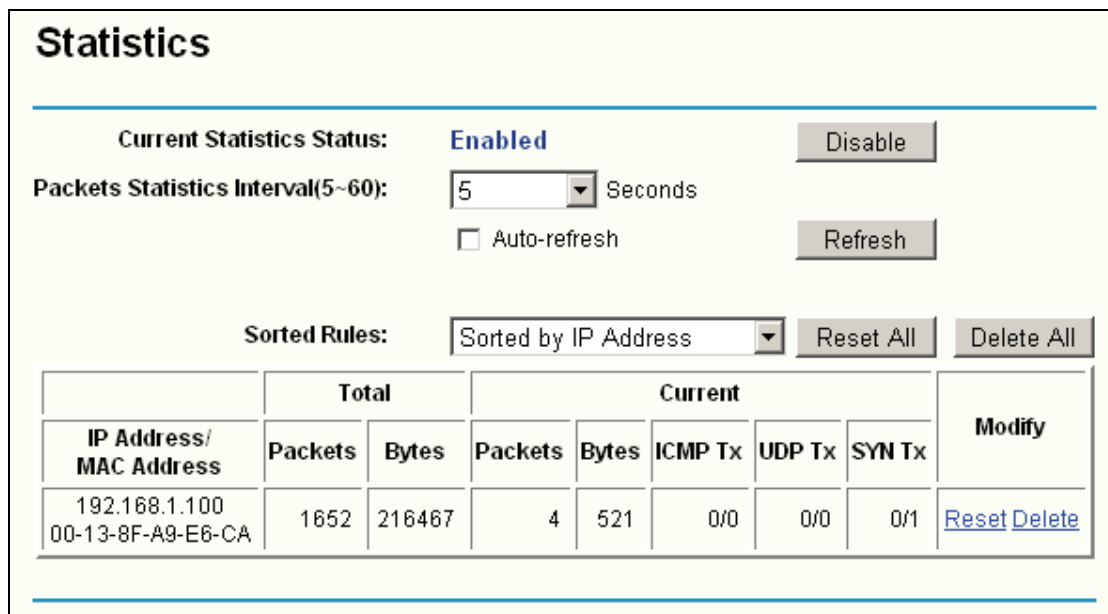 Statistics
Current Statistics Status: Enabled Disable
Packets Statistics Interval(5~60): 5 Seconds
Auto-refresh Refresh
Sorted Rules: Sorted by IP Address Reset All Delete All
Total Current Modify
IP Address/ MAC Address Packets Bytes Packets Bytes ICMP Tx UDP Tx SYN Tx
192.168.1.100 00-13-8F-A9-E6-CA 1652 216467 4 521 0/0 0/0 0/1 Reset Delete